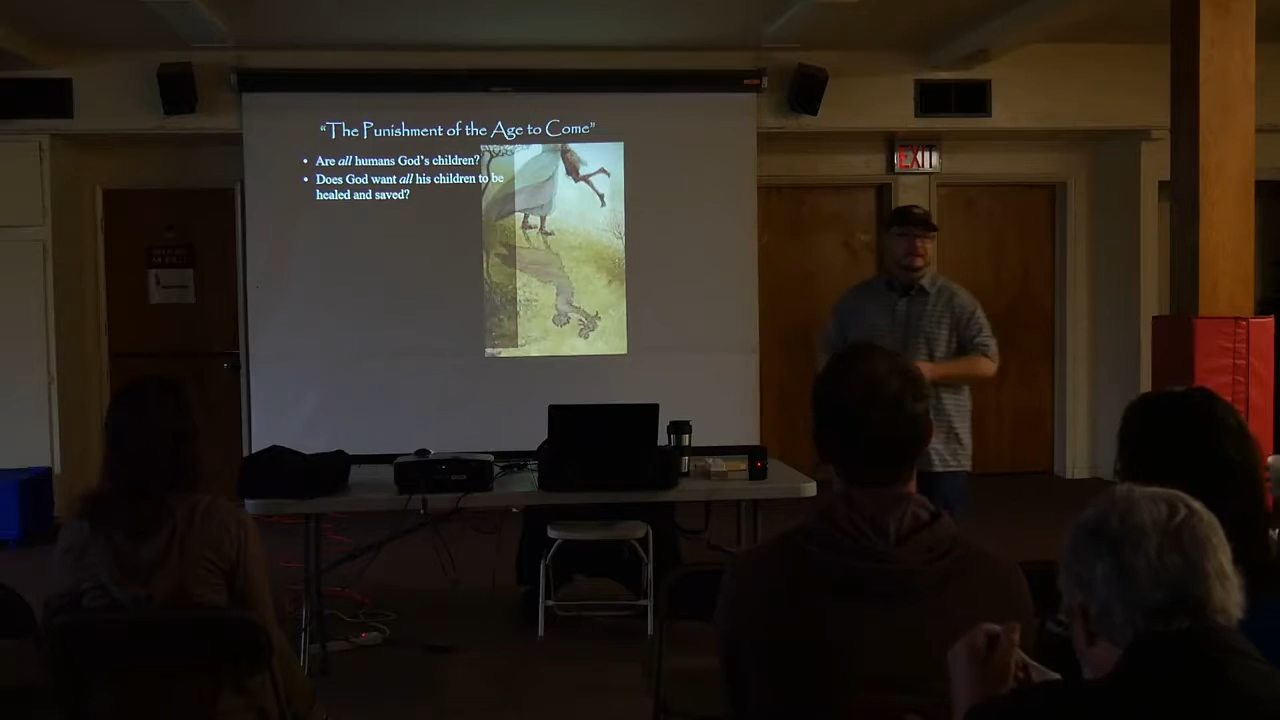 “The Punishment of the Age to Come”
• Are all humans God’s children?
• Does God want all his children to be
healed and saved?
EXIT